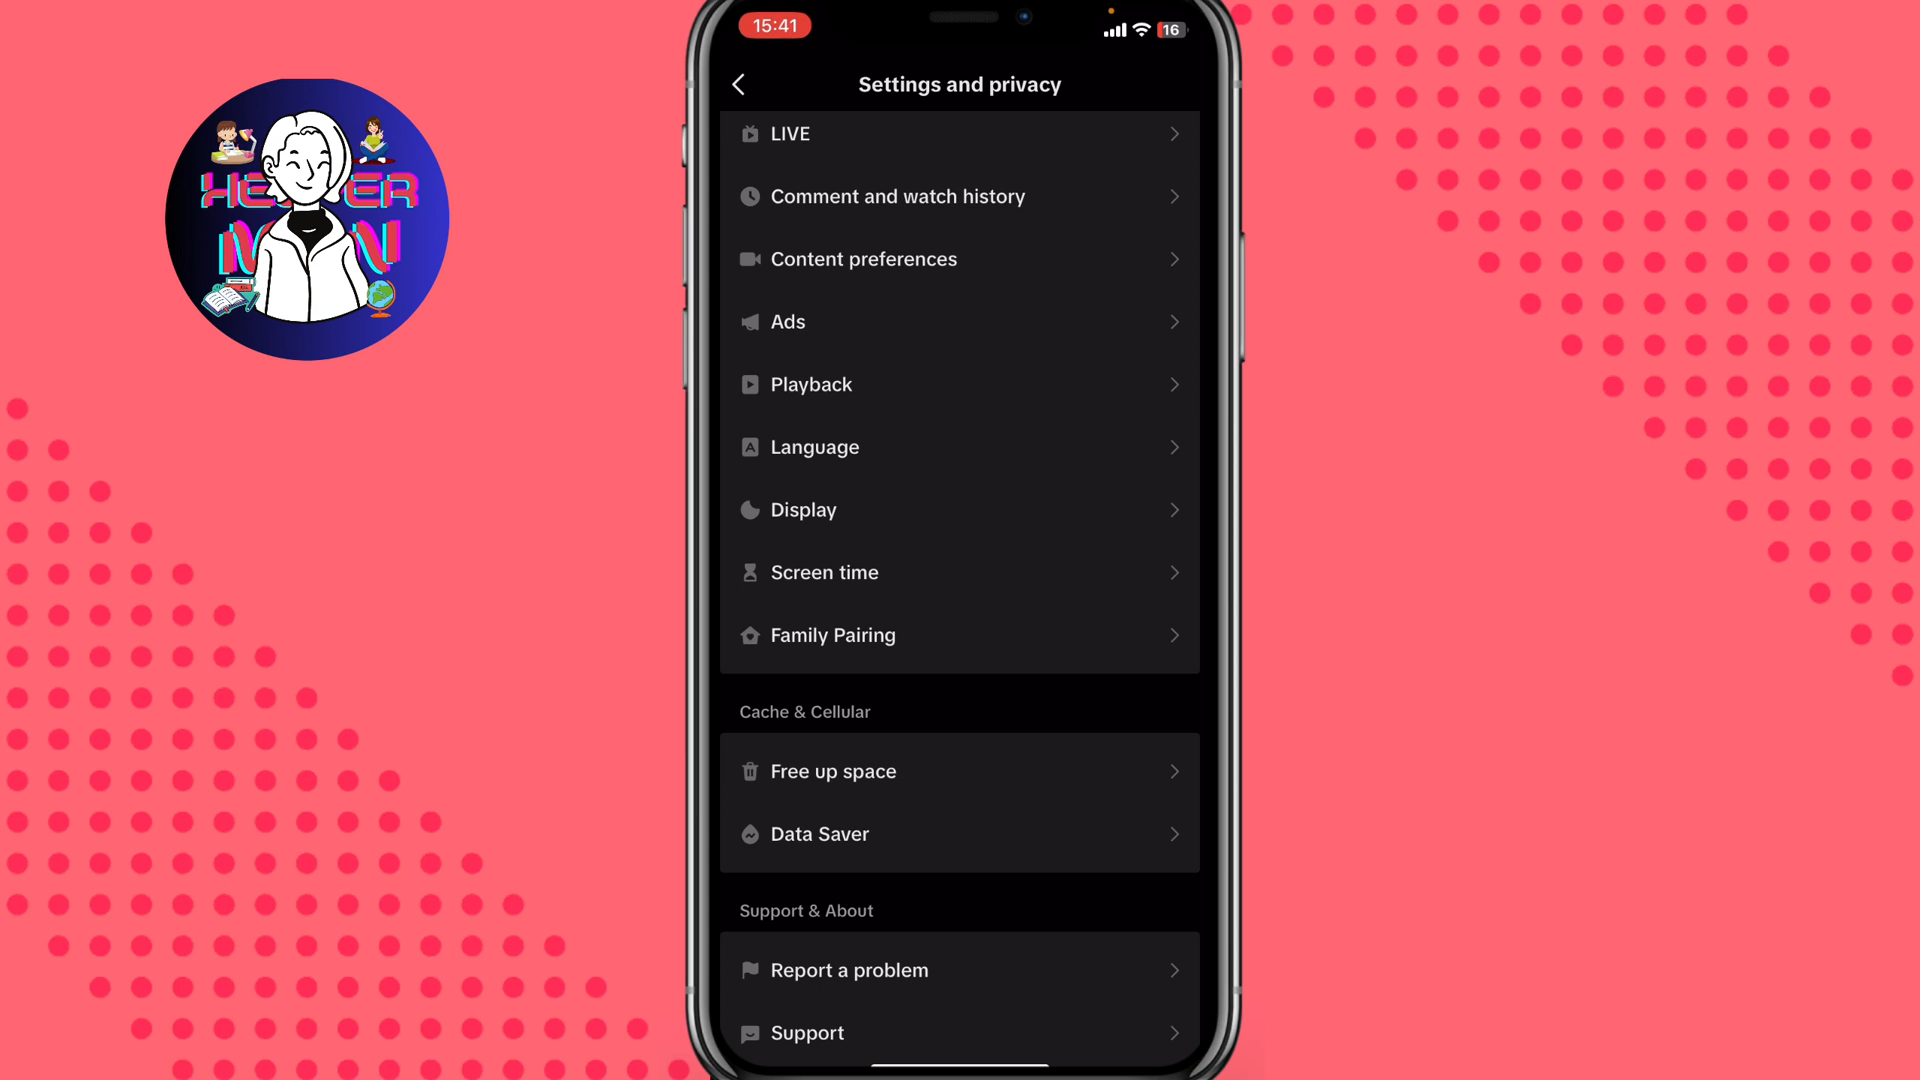 15:41
16
Settings and privacy
LIVE
Comment and watch history
Content preferences
Ads
Playback
Language
Display
Screen time
Family Pairing
Cache & Cellular
Free up space
Data Saver
Support & About
Report a problem
Support